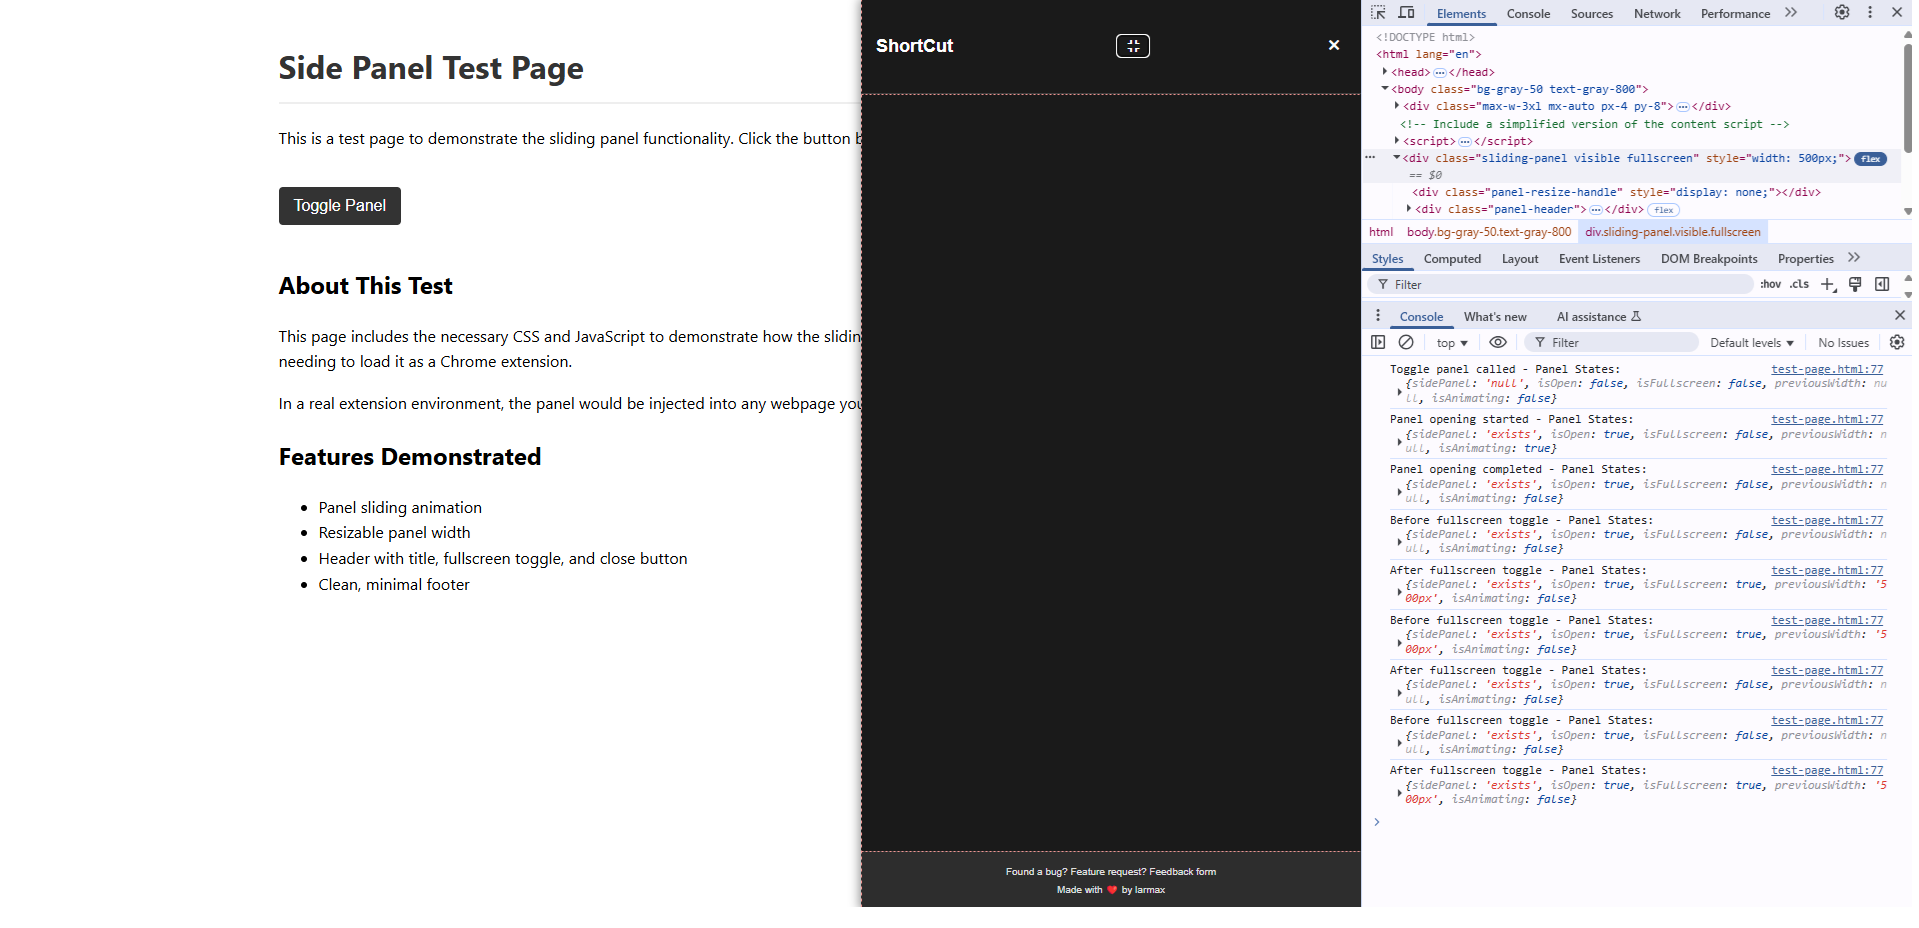 Side Panel Test Page
This is a test page to demonstrate the sliding panel functionality. Click the button
Toggle Panel
About This Test
This page includes the necessary CSS and JavaScript to demonstrate how the slidin
needing to load it as a Chrome extension.
In a real extension environment, the panel would be injected into any webpage you
Features Demonstrated
Panel sliding animation
Resizable panel width
Header with title, fullscreen toggle, and close button
Clean, minimal footer
ShortCut
Found a bug? Feature request? Feedback form
Made with ❤️ by larmax
Elements Console Sources Network Performance
<!DOCTYPE html>
<html lang="en">
<head> … </head>
<body class="bg-gray-50 text-gray-800">
<div class="max-w-3xl mx-auto px-4 py-8"> … </div>
<!-- Include a simplified version of the content script -->
<script> … </script>
<div class="sliding-panel visible fullscreen" style="width: 500px;"> flex
== $0
<div class="panel-resize-handle" style="display: none;"></div>
<div class="panel-header"> … </div> flex
html body.bg-gray-50.text-gray-800 div.sliding-panel.visible.fullscreen
Styles Computed Layout Event Listeners DOM Breakpoints Properties
Filter :hov .cls
Console What's new AI assistance
top Filter Default levels No Issues
Toggle panel called - Panel States: test-page.html:77
{sidePanel: 'null', isOpen: false, isFullscreen: false, previousWidth: nu
ll, isAnimating: false}
Panel opening started - Panel States: test-page.html:77
{sidePanel: 'exists', isOpen: true, isFullscreen: false, previousWidth: n
ull, isAnimating: true}
Panel opening completed - Panel States: test-page.html:77
{sidePanel: 'exists', isOpen: true, isFullscreen: false, previousWidth: n
ull, isAnimating: false}
Before fullscreen toggle - Panel States: test-page.html:77
{sidePanel: 'exists', isOpen: true, isFullscreen: false, previousWidth: n
ull, isAnimating: false}
After fullscreen toggle - Panel States: test-page.html:77
{sidePanel: 'exists', isOpen: true, isFullscreen: true, previousWidth: '5
00px', isAnimating: false}
Before fullscreen toggle - Panel States: test-page.html:77
{sidePanel: 'exists', isOpen: true, isFullscreen: true, previousWidth: '5
00px', isAnimating: false}
After fullscreen toggle - Panel States: test-page.html:77
{sidePanel: 'exists', isOpen: true, isFullscreen: false, previousWidth: n
ull, isAnimating: false}
Before fullscreen toggle - Panel States: test-page.html:77
{sidePanel: 'exists', isOpen: true, isFullscreen: false, previousWidth: n
ull, isAnimating: false}
After fullscreen toggle - Panel States: test-page.html:77
{sidePanel: 'exists', isOpen: true, isFullscreen: true, previousWidth: '5
00px', isAnimating: false}